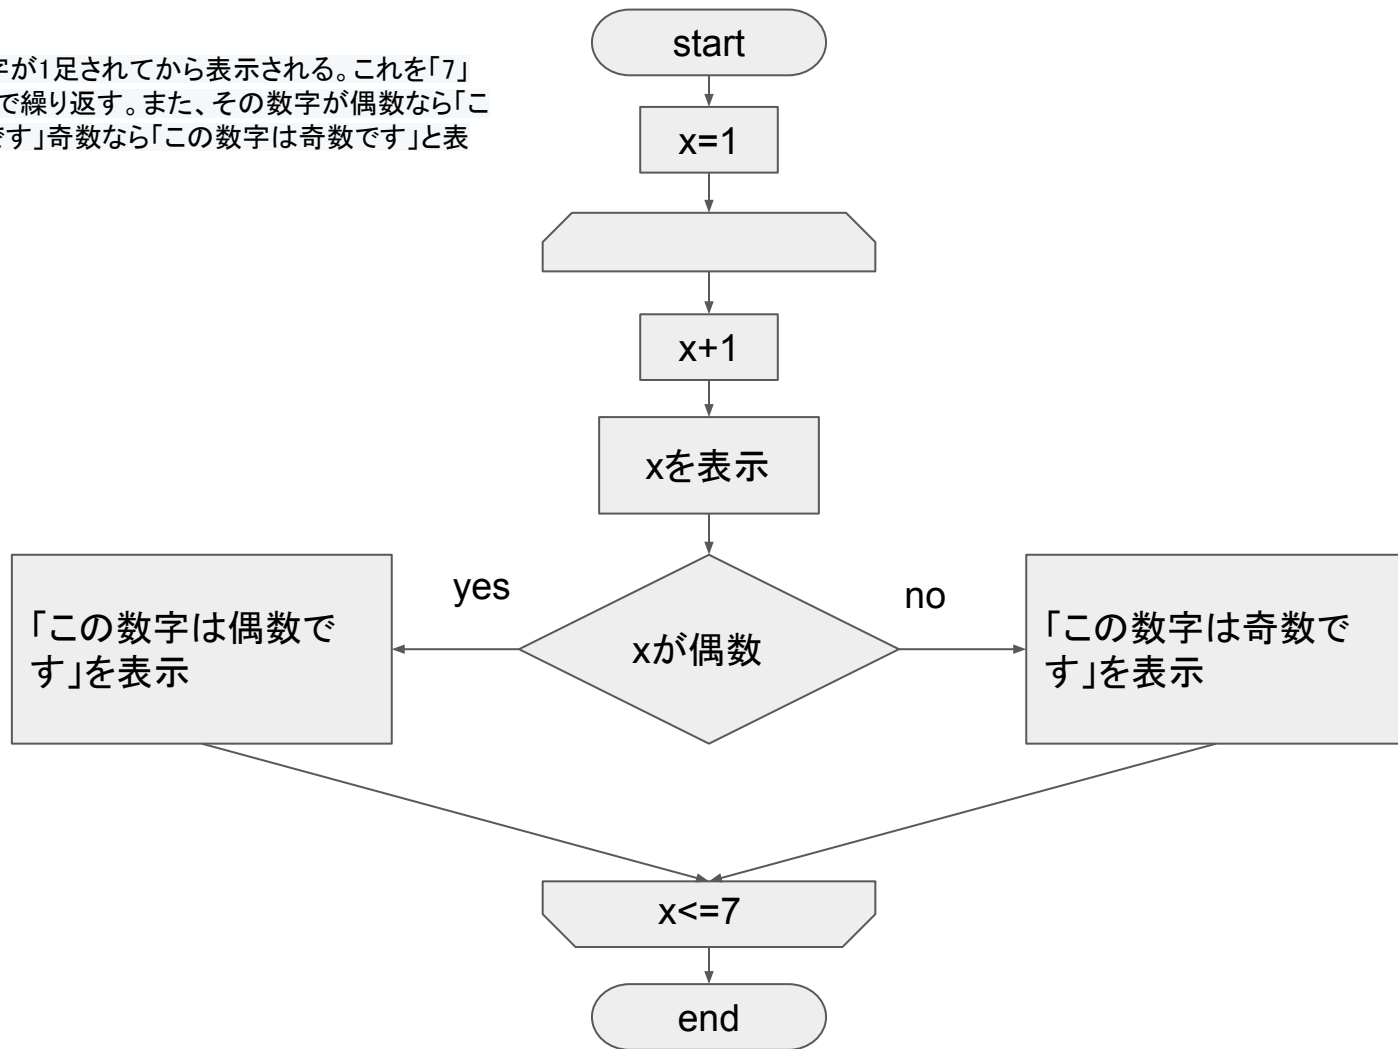 start
字が1足されてから表示される。これを「7」
で繰り返す。また、その数字が偶数なら「こ
です」奇数なら「この数字は奇数です」と表
x=1
x+1
xを表示
yes
no
「この数字は偶数で
す」を表示
xが偶数
「この数字は奇数で
す」を表示
x<=7
end